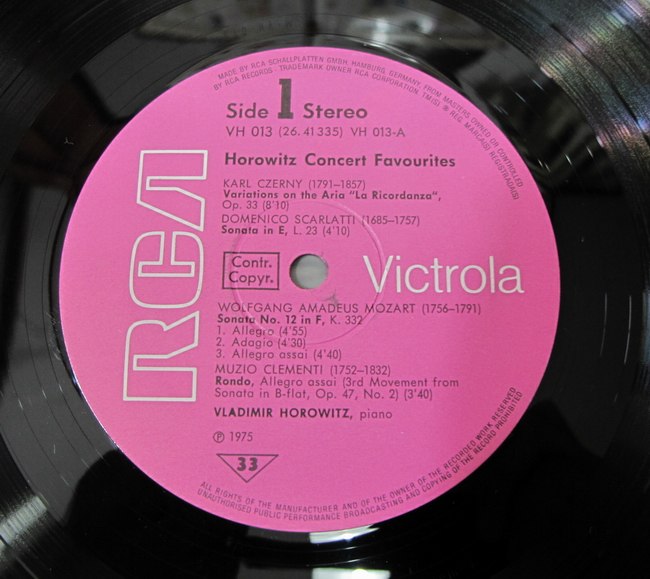 MADE BY RCA SCHALLPLATTEN GMBH, HAMBURG, GERMANY, FROM MASTERS OWNED OR CONTROLLED
BY RCA RECORDS - TRADEMARK OWNER RCA CORPORATION TM(S) ® REG. MARCA(S) REGISTRADA(S)
Side 1 Stereo
VH 013 (26.41335) VH 013-A
Horowitz Concert Favourites
KARL CZERNY (1791–1857)
Variations on the Aria "La Ricordanza",
Op. 33 (8'10)
DOMENICO SCARLATTI (1685–1757)
Sonata in E, L. 23 (4'10)
RCA
Contr.
Copyr.
Victrola
WOLFGANG AMADEUS MOZART (1756–1791)
Sonata No. 12 in F, K. 332
1. Allegro (4'55)
2. Adagio (4'30)
3. Allegro assai (4'40)
MUZIO CLEMENTI (1752–1832)
Rondo, Allegro assai (3rd Movement from
Sonata in B-flat, Op. 47, No. 2) (3'40)
VLADIMIR HOROWITZ, piano
℗ 1975
33
ALL RIGHTS OF THE MANUFACTURER AND OF THE OWNER OF THE RECORDED WORK RESERVED
UNAUTHORISED PUBLIC PERFORMANCE BROADCASTING AND COPYING OF THE RECORD PROHIBITED